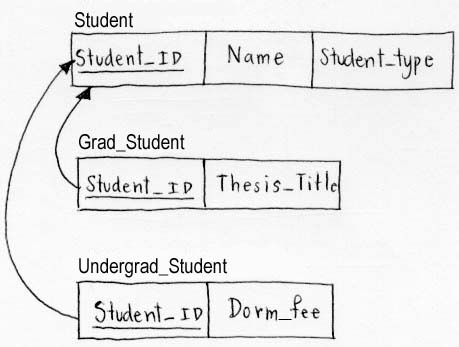 Student
Student_ID Name Student_type
Grad_Student
Student_ID Thesis_Title
Undergrad_Student
Student_ID Dorm_fee